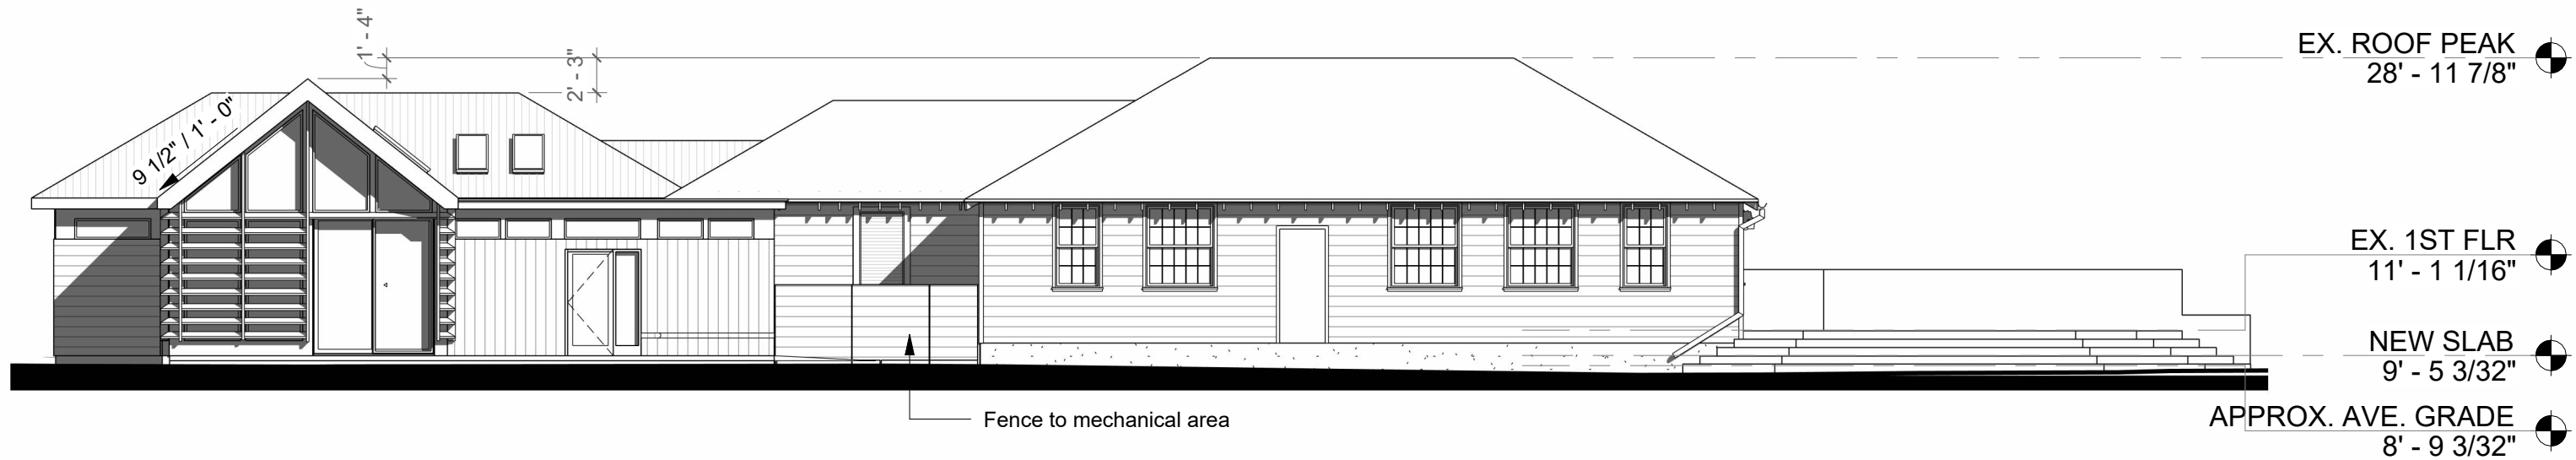 1' - 4"
2' - 3"
9 1/2" / 1' - 0"
EX. ROOF PEAK
28' - 11 7/8"
EX. 1ST FLR
11' - 1 1/16"
NEW SLAB
9' - 5 3/32"
APPROX. AVE. GRADE
8' - 9 3/32"
Fence to mechanical area